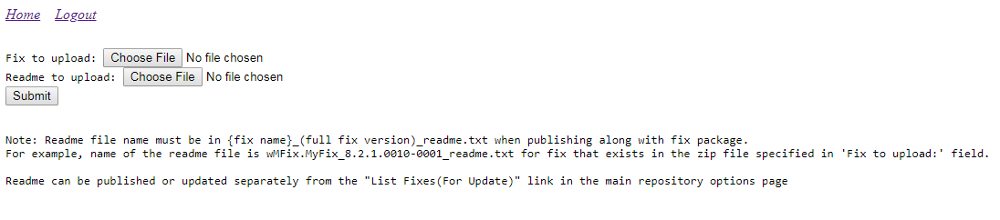 Home Logout
Fix to upload: Choose File No file chosen
Readme to upload: Choose File No file chosen
Submit
Note: Readme file name must be in {fix name}_(full fix version)_readme.txt when publishing along with fix package.
For example, name of the readme file is wMFix.MyFix_8.2.1.0010-0001_readme.txt for fix that exists in the zip file specified in 'Fix to upload:' field.
Readme can be published or updated separately from the "List Fixes(For Update)" link in the main repository options page